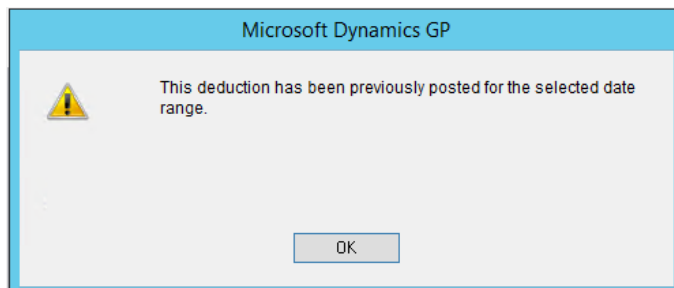 Microsoft Dynamics GP
This deduction has been previously posted for the selected date
range.
OK